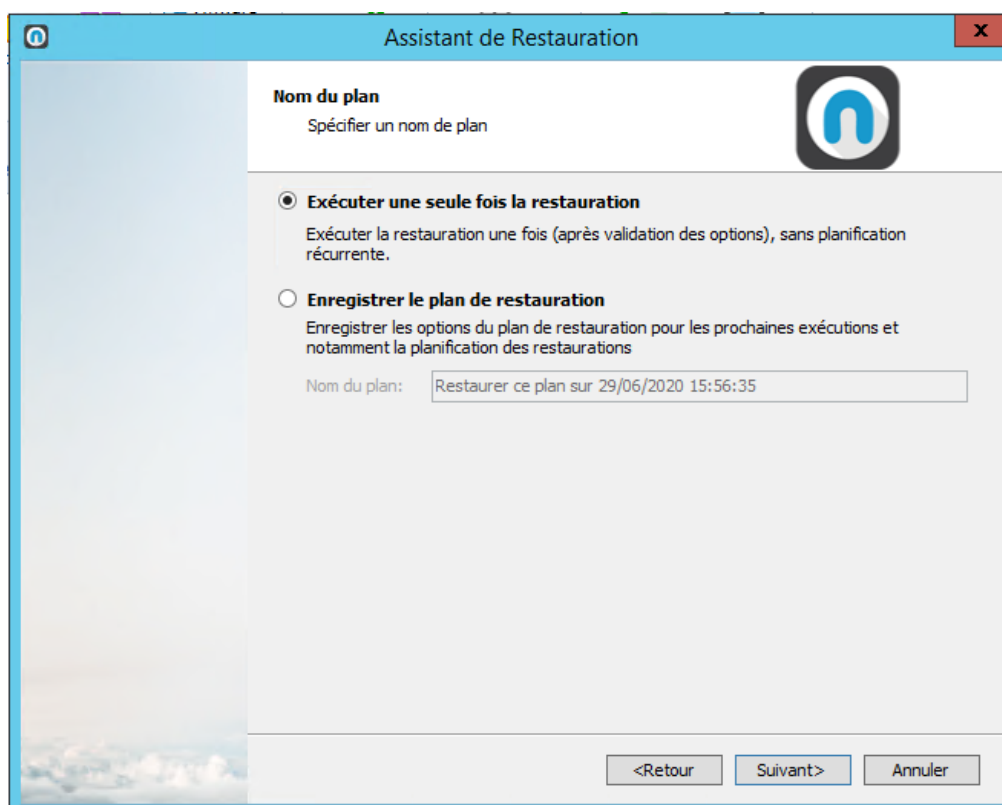 Assistant de Restauration
x
Nom du plan
Spécifier un nom de plan
n
Exécuter une seule fois la restauration
Exécuter la restauration une fois (après validation des options), sans planification
récurrente.
Enregistrer le plan de restauration
Enregistrer les options du plan de restauration pour les prochaines exécutions et
notamment la planification des restaurations
Nom du plan: Restaurer ce plan sur 29/06/2020 15:56:35
<Retour Suivant> Annuler